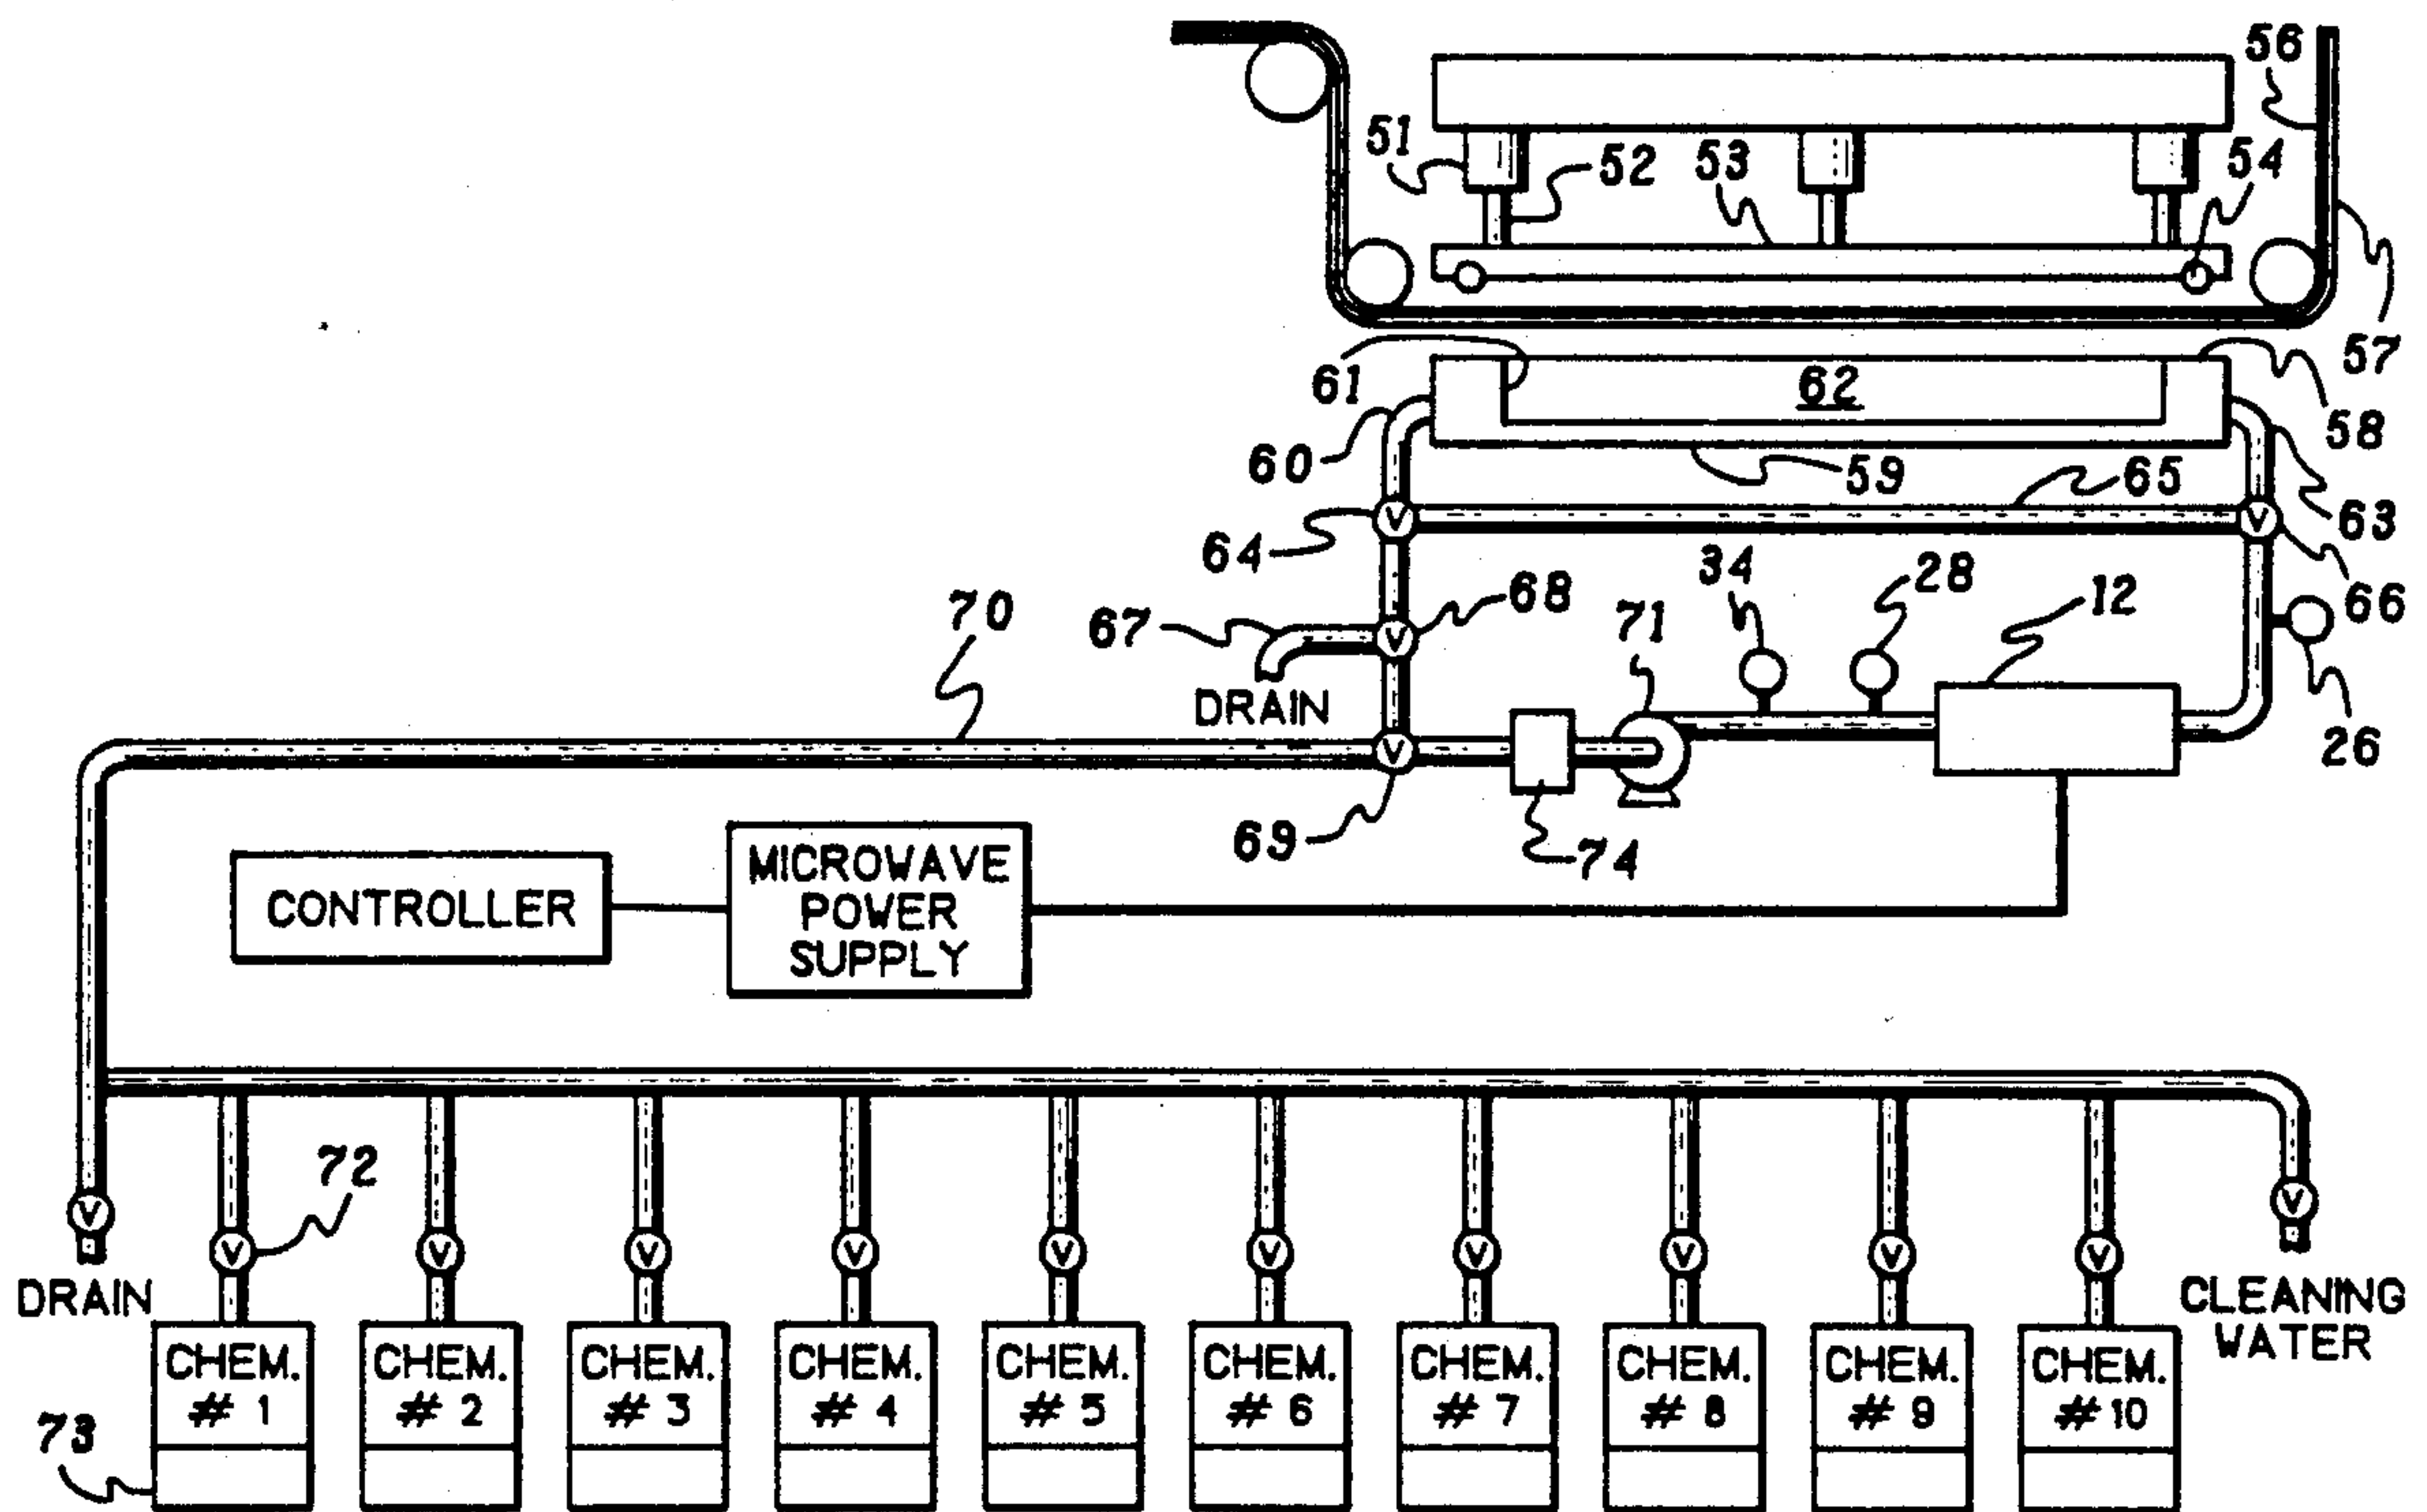 56
51
52
53
54
57
61
62
58
60
59
65
63
64
34
28
12
66
70
67
68
71
DRAIN
26
69
74
CONTROLLER
MICROWAVE
POWER
SUPPLY
V
V
V
V
V
72
V
V
V
V
V
V
V
V
V
V
V
V
DRAIN
CLEANING
WATER
CHEM.
# 1
CHEM.
# 2
CHEM.
# 3
CHEM.
# 4
CHEM.
# 5
CHEM.
# 6
CHEM.
# 7
CHEM.
# 8
CHEM.
# 9
CHEM.
# 10
73